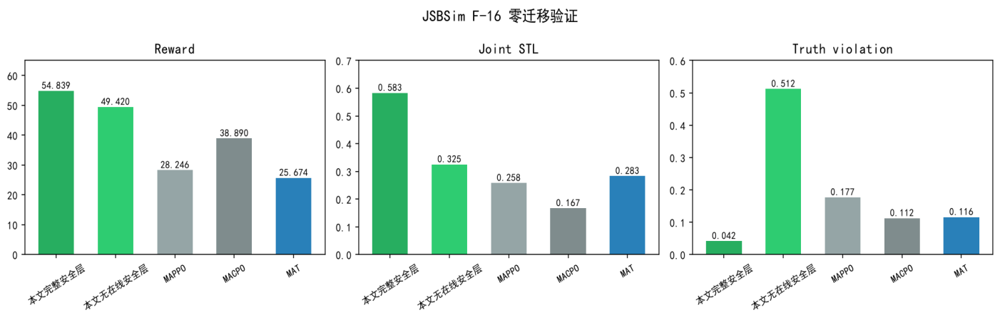 JSBSim F-16 零迁移验证
Reward
60
50
40
30
20
10
0
54.839
49.420
28.246
38.890
25.674
本文完整安全层
本文无在线安全层
MAPPO
MACPO
MAT
Joint STL
0.7
0.6
0.5
0.4
0.3
0.2
0.1
0.0
0.583
0.325
0.258
0.167
0.283
本文完整安全层
本文无在线安全层
MAPPO
MACPO
MAT
Truth violation
0.6
0.5
0.4
0.3
0.2
0.1
0.0
0.042
0.512
0.177
0.112
0.116
本文完整安全层
本文无在线安全层
MAPPO
MACPO
MAT